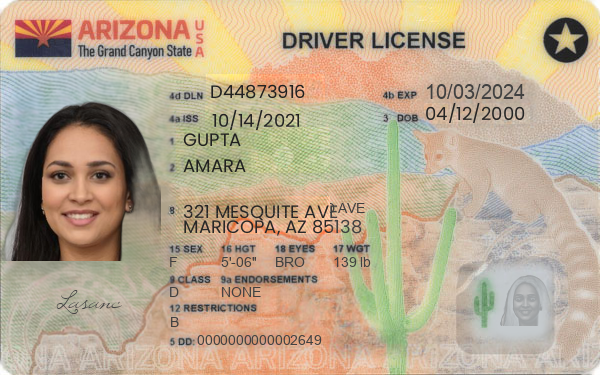 ARIZONA USA
The Grand Canyon State
DRIVER LICENSE
4d DLN D44873916
4b EXP 10/03/2024
4a ISS 10/14/2021
3 DOB 04/12/2000
1 GUPTA
2 AMARA
8 321 MESQUITE AVE AVE
MARICOPA, AZ 85138
15 SEX 16 HGT 18 EYES 17 WGT
F 5'-06" BRO 139 lb
9 CLASS 9a ENDORSEMENTS
D NONE
12 RESTRICTIONS
B
5 DD: 0000000000002649
ARIZONA ARIZONA ARIZONA ARIZONA